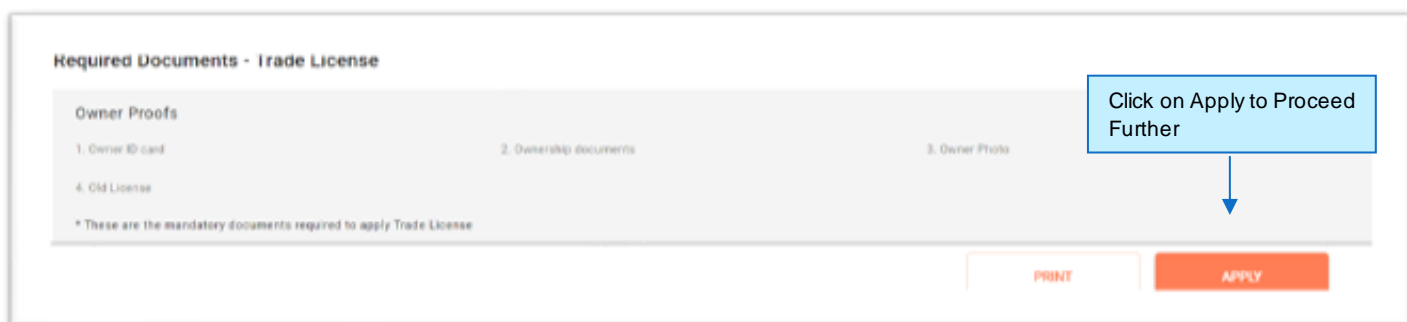 Required Documents - Trade License
Click on Apply to Proceed
Further
Owner Proofs
1. Owner ID card
2. Ownership documents
3. Owner Photo
4. Old License
* These are the mandatory documents required to apply Trade License
PRINT
APPLY